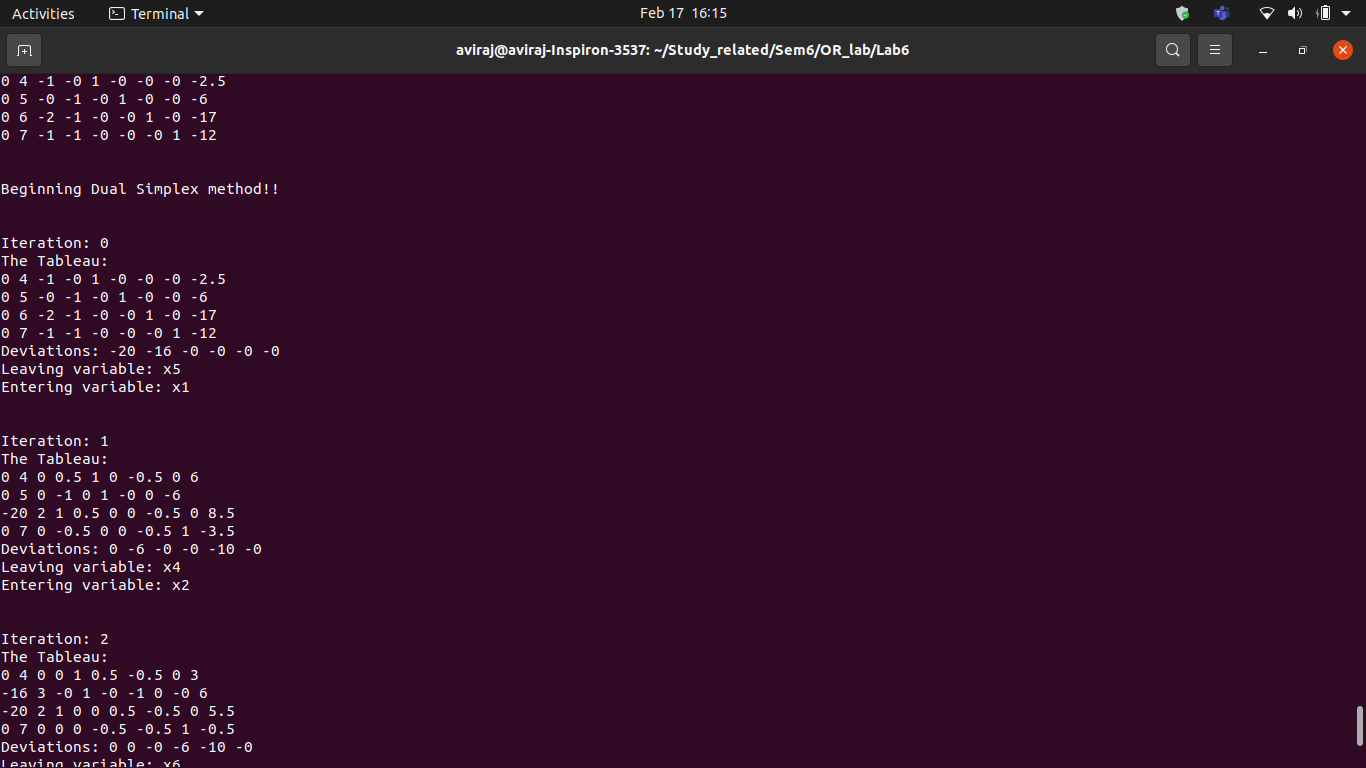 Activities Terminal Feb 17 16:15
aviraj@aviraj-Inspiron-3537: ~/Study_related/Sem6/OR_lab/Lab6
0 4 -1 -0 1 -0 -0 -0 -2.5
0 5 -0 -1 -0 1 -0 -0 -6
0 6 -2 -1 -0 -0 1 -0 -17
0 7 -1 -1 -0 -0 -0 1 -12
Beginning Dual Simplex method!!
Iteration: 0
The Tableau:
0 4 -1 -0 1 -0 -0 -0 -2.5
0 5 -0 -1 -0 1 -0 -0 -6
0 6 -2 -1 -0 -0 1 -0 -17
0 7 -1 -1 -0 -0 -0 1 -12
Deviations: -20 -16 -0 -0 -0 -0
Leaving variable: x5
Entering variable: x1
Iteration: 1
The Tableau:
0 4 0 0.5 1 0 -0.5 0 6
0 5 0 -1 0 1 -0 0 -6
-20 2 1 0.5 0 0 -0.5 0 8.5
0 7 0 -0.5 0 0 -0.5 1 -3.5
Deviations: 0 -6 -0 -0 -10 -0
Leaving variable: x4
Entering variable: x2
Iteration: 2
The Tableau:
0 4 0 0 1 0.5 -0.5 0 3
-16 3 -0 1 -0 -1 0 -0 6
-20 2 1 0 0 0.5 -0.5 0 5.5
0 7 0 0 0 -0.5 -0.5 1 -0.5
Deviations: 0 0 -0 -6 -10 -0
Leaving variable: x6